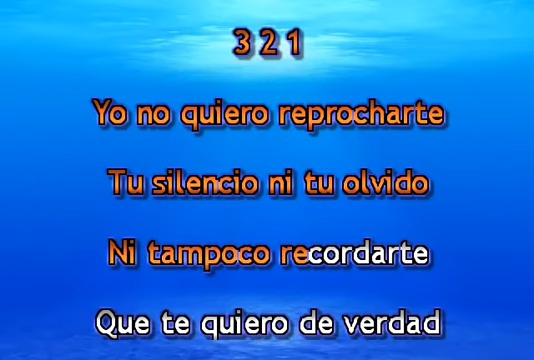 3 2 1
Yo no quiero reprocharte
Tu silencio ni tu olvido
Ni tampoco recordarte
Que te quiero de verdad